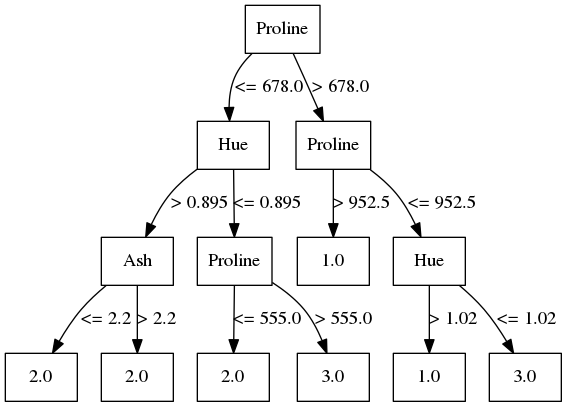 Proline
<= 678.0 > 678.0
Hue Proline
> 0.895 <= 0.895 > 952.5 <= 952.5
Ash Proline 1.0 Hue
<= 2.2 > 2.2 <= 555.0 > 555.0 > 1.02 <= 1.02
2.0 2.0 2.0 3.0 1.0 3.0